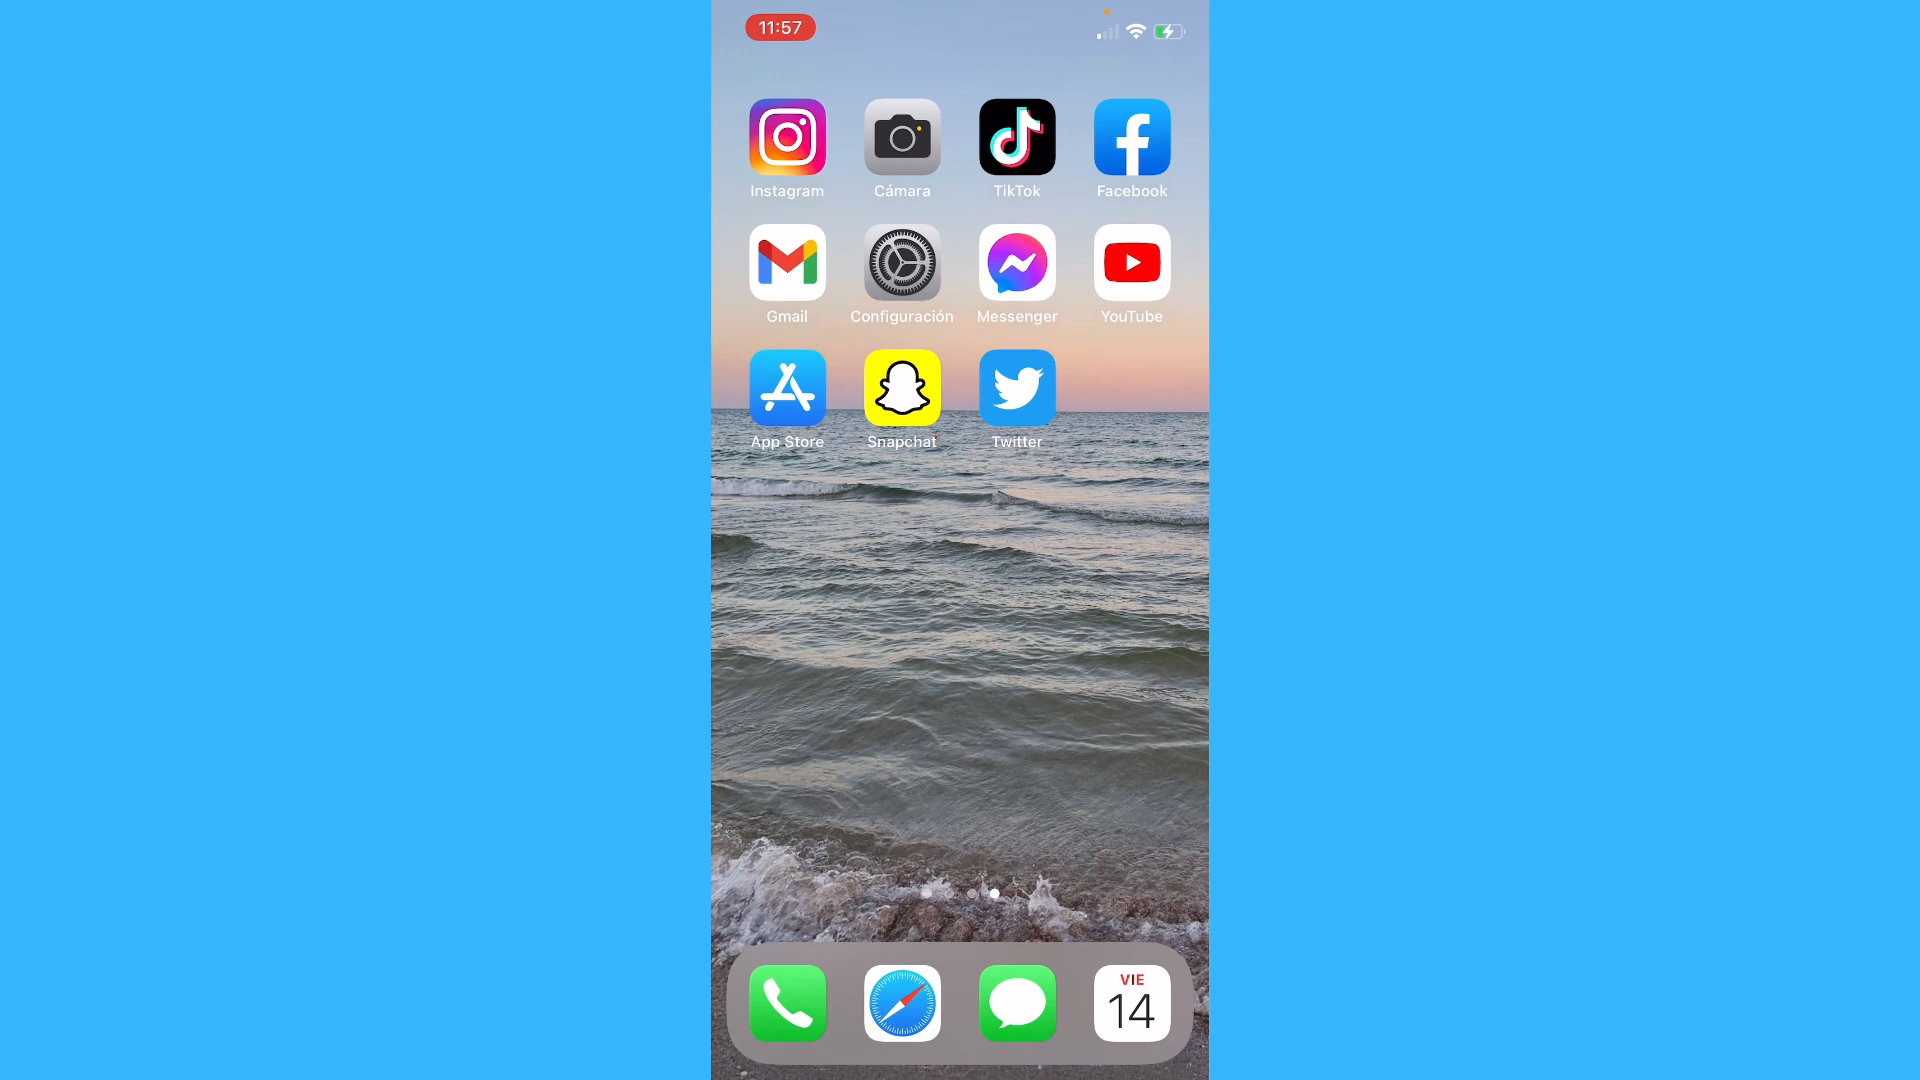 11:57
Instagram
Cámara
TikTok
Facebook
Gmail
Configuración
Messenger
YouTube
App Store
Snapchat
Twitter
VIE
14